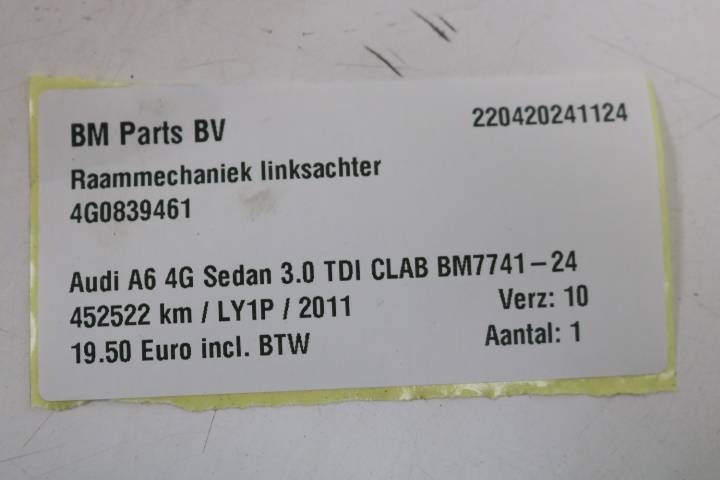 BM Parts BV 220420241124
Raammechaniek linksachter
4G0839461
Audi A6 4G Sedan 3.0 TDI CLAB BM7741-24
452522 km / LY1P / 2011 Verz: 10
19.50 Euro incl. BTW Aantal: 1